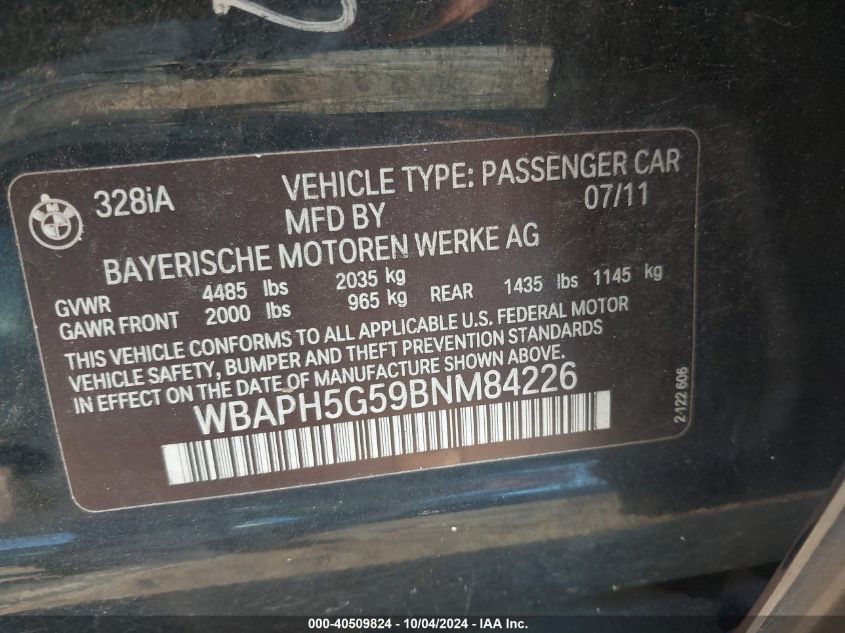 328iA
VEHICLE TYPE: PASSENGER CAR
MFD BY 07/11
BAYERISCHE MOTOREN WERKE AG
GVWR 4485 lbs 2035 kg
GAWR FRONT 2000 lbs 965 kg REAR 1435 lbs 1145 kg
THIS VEHICLE CONFORMS TO ALL APPLICABLE U.S. FEDERAL MOTOR
VEHICLE SAFETY, BUMPER AND THEFT PREVENTION STANDARDS
IN EFFECT ON THE DATE OF MANUFACTURE SHOWN ABOVE.
WBAPH5G59BNM84226
2-122 606
000-40509824 - 10/04/2024 - IAA Inc.